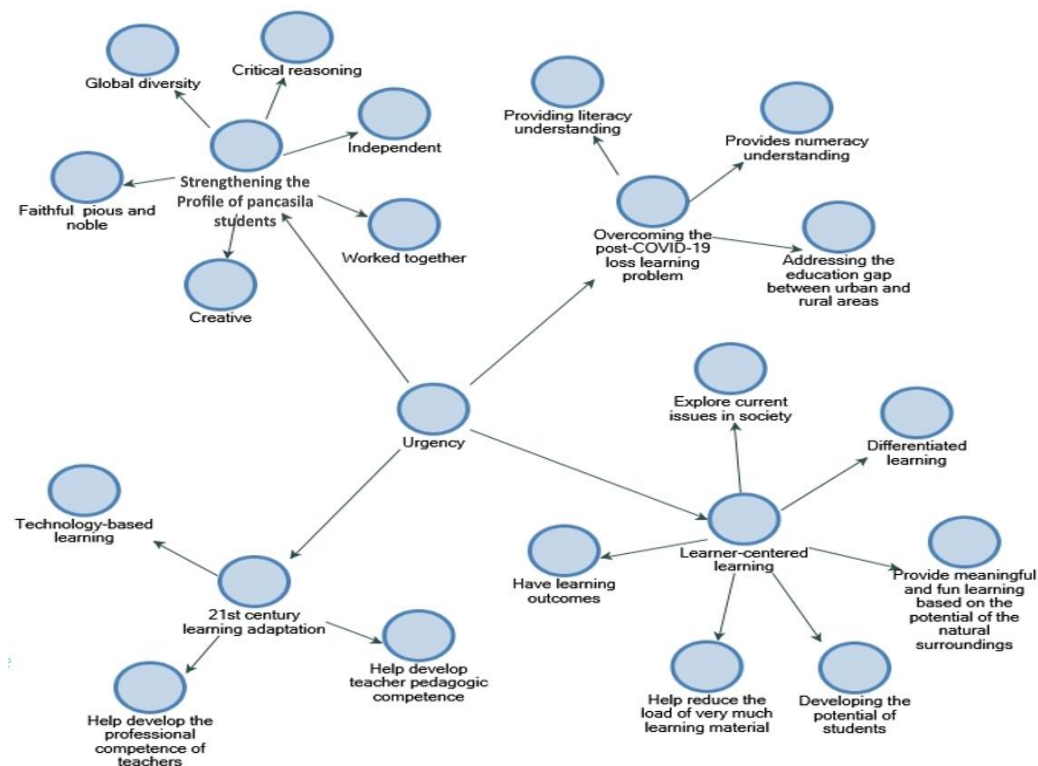 Global diversity
Critical reasoning
Independent
Strengthening the
Profile of pancasila
students
Faithful pious and
noble
Worked together
Creative
Providing literacy
understanding
Provides numeracy
understanding
Overcoming the
post-COVID-19
loss learning
problem
Addressing the
education gap
between urban and
rural areas
Urgency
Explore current
issues in society
Differentiated
learning
Learner-centered
learning
Have learning
outcomes
Provide meaningful
and fun learning
based on the
potential of the
natural
surroundings
Help reduce the
load of very much
learning material
Developing the
potential of
students
Technology-based
learning
21st century
learning adaptation
Help develop
teacher pedagogic
competence
Help develop the
professional
competence of
teachers